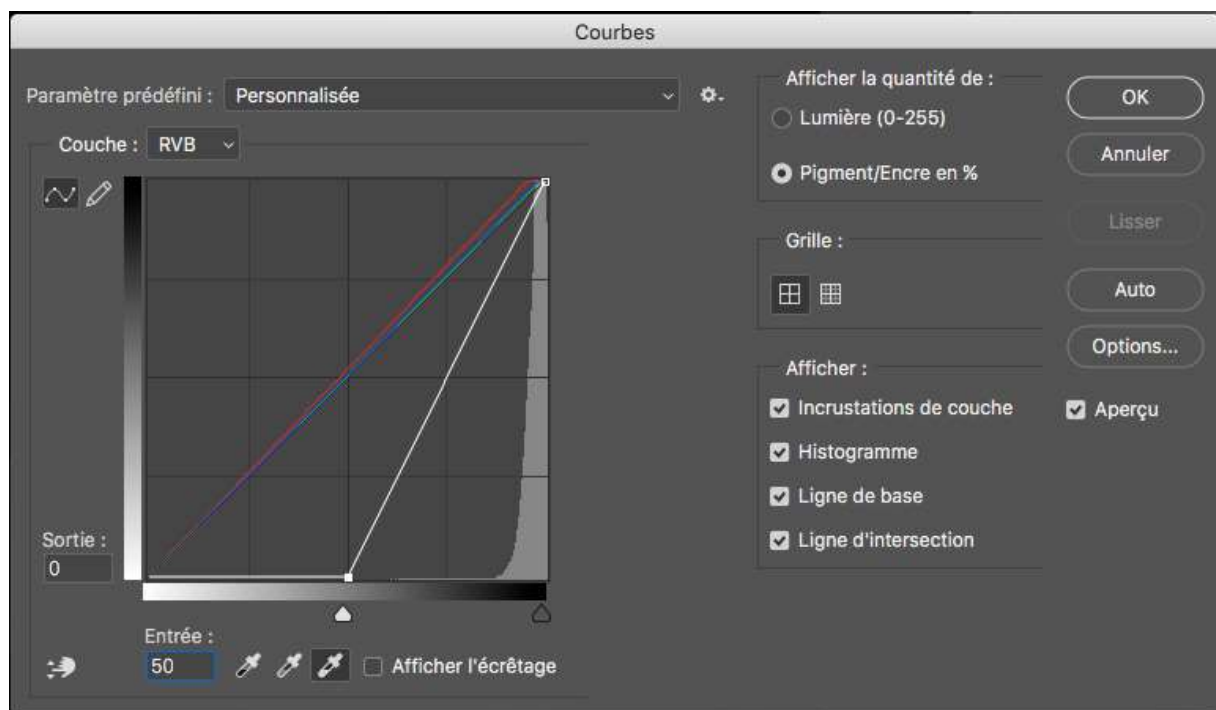 Courbes
Paramètre prédéfini : Personnalisée
Couche : RVB
Sortie :
0
Entrée :
50
Afficher l'écrêtage
Afficher la quantité de :
Lumière (0-255)
Pigment/Encre en %
Grille :
Afficher :
Incrustations de couche
Histogramme
Ligne de base
Ligne d'intersection
OK
Annuler
Lisser
Auto
Options...
Aperçu